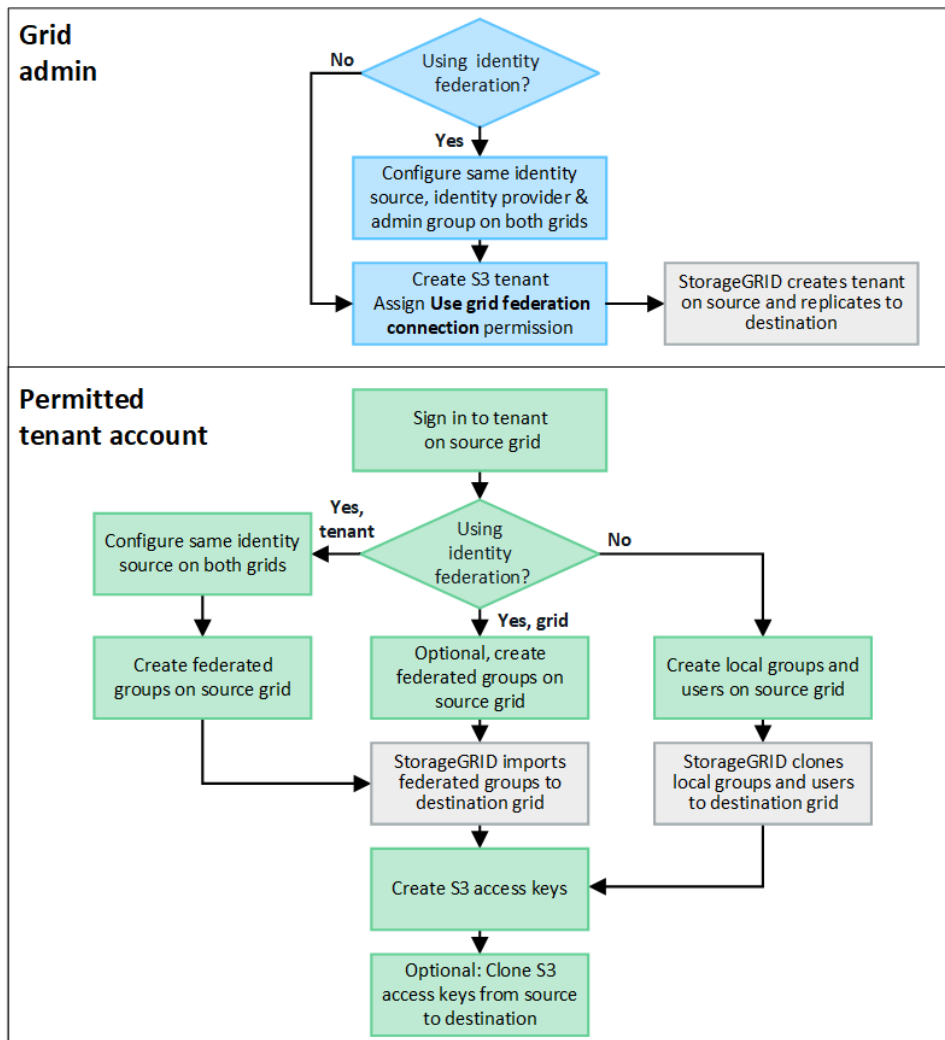 Grid
admin
No
Using identity
federation?
Yes
Configure same identity
source, identity provider &
admin group on both grids
Create S3 tenant
Assign Use grid federation
connection permission
StorageGRID creates tenant
on source and replicates to
destination
Permitted
tenant account
Sign in to tenant
on source grid
Yes,
tenant
Configure same identity
source on both grids
Using
identity
federation?
No
Yes, grid
Create federated
groups on source grid
Optional, create
federated groups on
source grid
Create local groups and
users on source grid
StorageGRID imports
federated groups to
destination grid
StorageGRID clones
local groups and users
to destination grid
Create S3 access keys
Optional: Clone S3
access keys from source
to destination